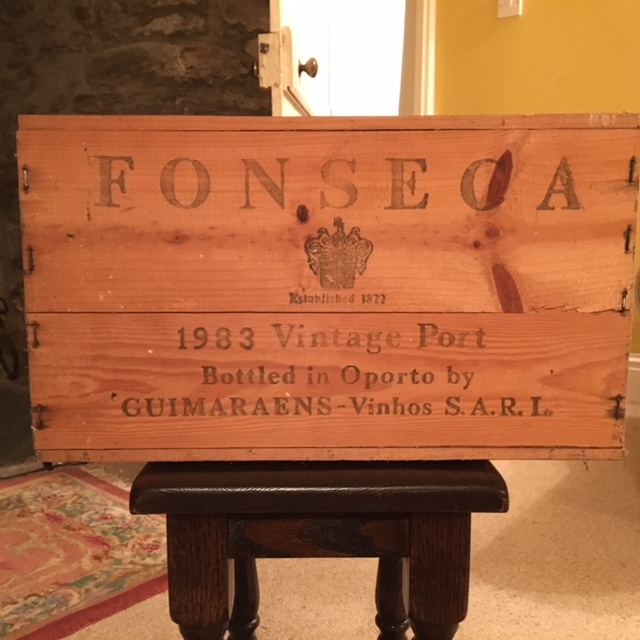 FONSECA
Established 1822
1983 Vintage Port
Bottled in Oporto by
GUIMARAENS-Vinhos S.A.R.L.